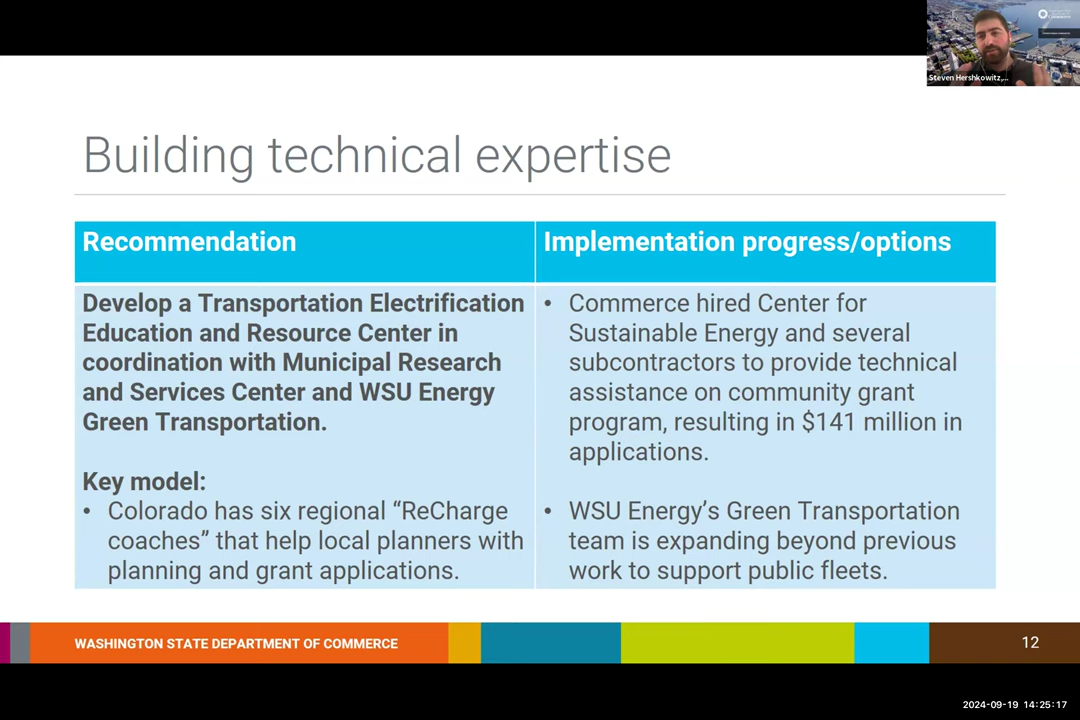 Steven Hershkowitz,...
Building technical expertise
Recommendation
Implementation progress/options
Develop a Transportation Electrification
Education and Resource Center in
coordination with Municipal Research
and Services Center and WSU Energy
Green Transportation.
Key model:
• Colorado has six regional “ReCharge
coaches” that help local planners with
planning and grant applications.
• Commerce hired Center for
Sustainable Energy and several
subcontractors to provide technical
assistance on community grant
program, resulting in $141 million in
applications.
• WSU Energy’s Green Transportation
team is expanding beyond previous
work to support public fleets.
WASHINGTON STATE DEPARTMENT OF COMMERCE
12
2024-09-19 14:25:17